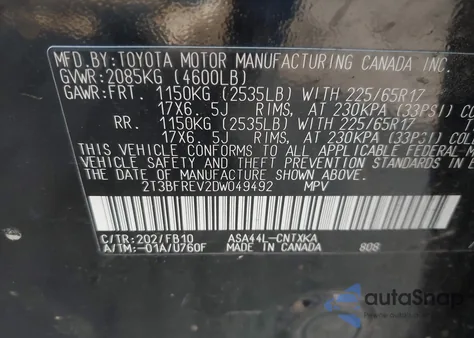 MFD.BY:TOYOTA MOTOR MANUFACTURING CANADA INC.
GVWR:2085KG (4600LB)
GAWR:FRT. 1150KG (2535LB) WITH 225/65R17
17X6.5J RIMS, AT 230KPA (33PSI) CO
RR. 1150KG (2535LB) WITH 225/65R17
17X6.5J RIMS, AT 230KPA (33PSI) COL
THIS VEHICLE CONFORMS TO ALL APPLICABLE FEDERAL MO
VEHICLE SAFETY AND THEFT PREVENTION STANDARDS IN E
THE DATE OF MANUFACTURE SHOWN ABOVE.
2T3BFREV2DW049492 MPV
C/TR:202/FB10 ASA44L-CNTXKA
A/TM:-01A/U760F MADE IN CANADA 808
autoSnap